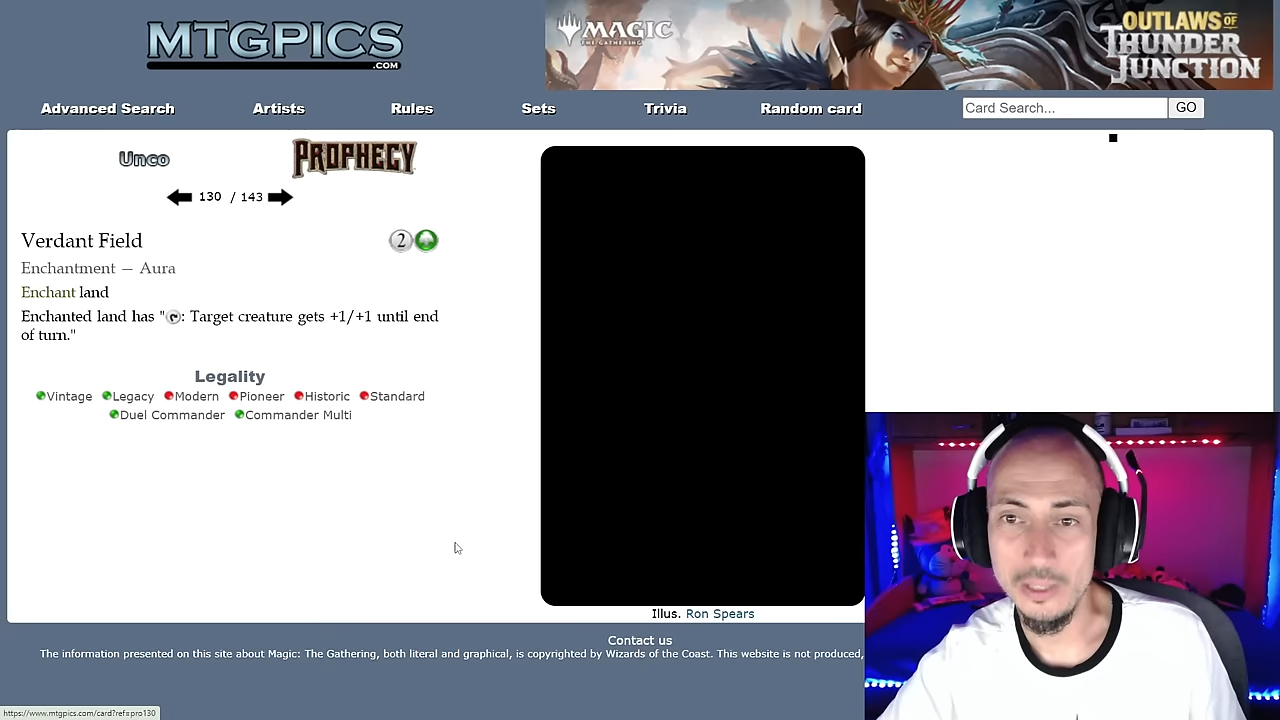 MTGPICS
.COM
MAGIC
THE GATHERING
OUTLAWS OF
THUNDER
JUNCTION
Advanced Search Artists Rules Sets Trivia Random card Card Search... GO
Unco PROPHECY
130 / 143
Verdant Field 2
Enchantment — Aura
Enchant land
Enchanted land has ": Target creature gets +1/+1 until end
of turn."
Legality
Vintage Legacy Modern Pioneer Historic Standard
Duel Commander Commander Multi
Illus. Ron Spears
Contact us
The information presented on this site about Magic: The Gathering, both literal and graphical, is copyrighted by Wizards of the Coast. This website is not produced,
https://www.mtgpics.com/card?ref=pro130